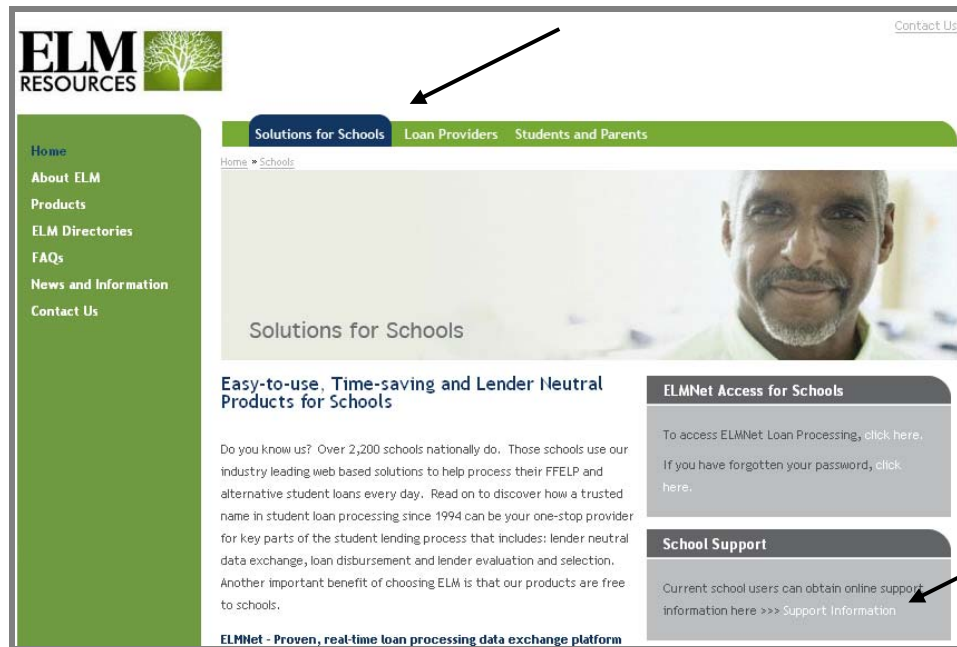 Contact Us
ELM
RESOURCES
Solutions for Schools Loan Providers Students and Parents
Home » Schools
Home
About ELM
Products
ELM Directories
FAQs
News and Information
Contact Us
Solutions for Schools
Easy-to-use, Time-saving and Lender Neutral
Products for Schools
Do you know us? Over 2,200 schools nationally do. Those schools use our
industry leading web based solutions to help process their FFELP and
alternative student loans every day. Read on to discover how a trusted
name in student loan processing since 1994 can be your one-stop provider
for key parts of the student lending process that includes: lender neutral
data exchange, loan disbursement and lender evaluation and selection.
Another important benefit of choosing ELM is that our products are free
to schools.
ELMNet - Proven, real-time loan processing data exchange platform
ELMNet Access for Schools
To access ELMNet Loan Processing, click here.
If you have forgotten your password, click
here.
School Support
Current school users can obtain online support
information here >>> Support Information